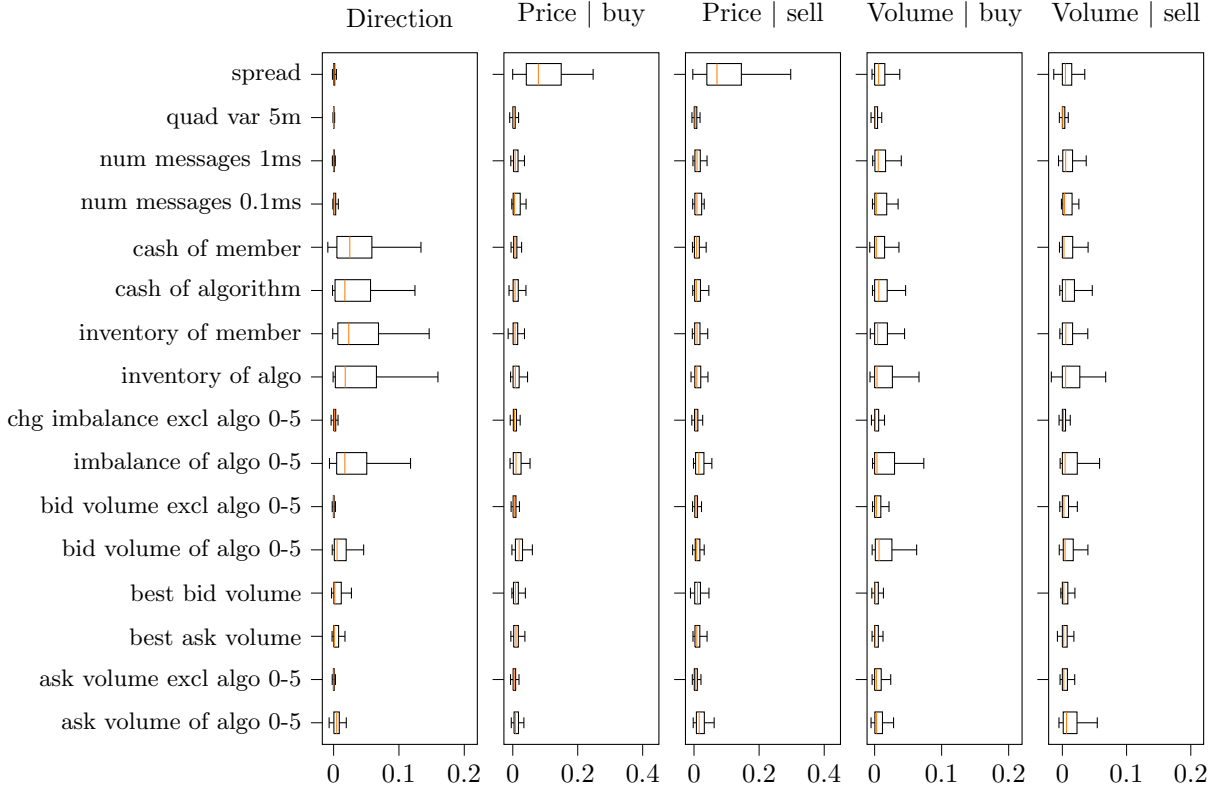 Direction
Price | buy
Price | sell
Volume | buy
Volume | sell
spread
quad var 5m
num messages 1ms
num messages 0.1ms
cash of member
cash of algorithm
inventory of member
inventory of algo
chg imbalance excl algo 0-5
imbalance of algo 0-5
bid volume excl algo 0-5
bid volume of algo 0-5
best bid volume
best ask volume
ask volume excl algo 0-5
ask volume of algo 0-5
0 0.1 0.2
0 0.2 0.4
0 0.2 0.4
0 0.1 0.2
0 0.1 0.2